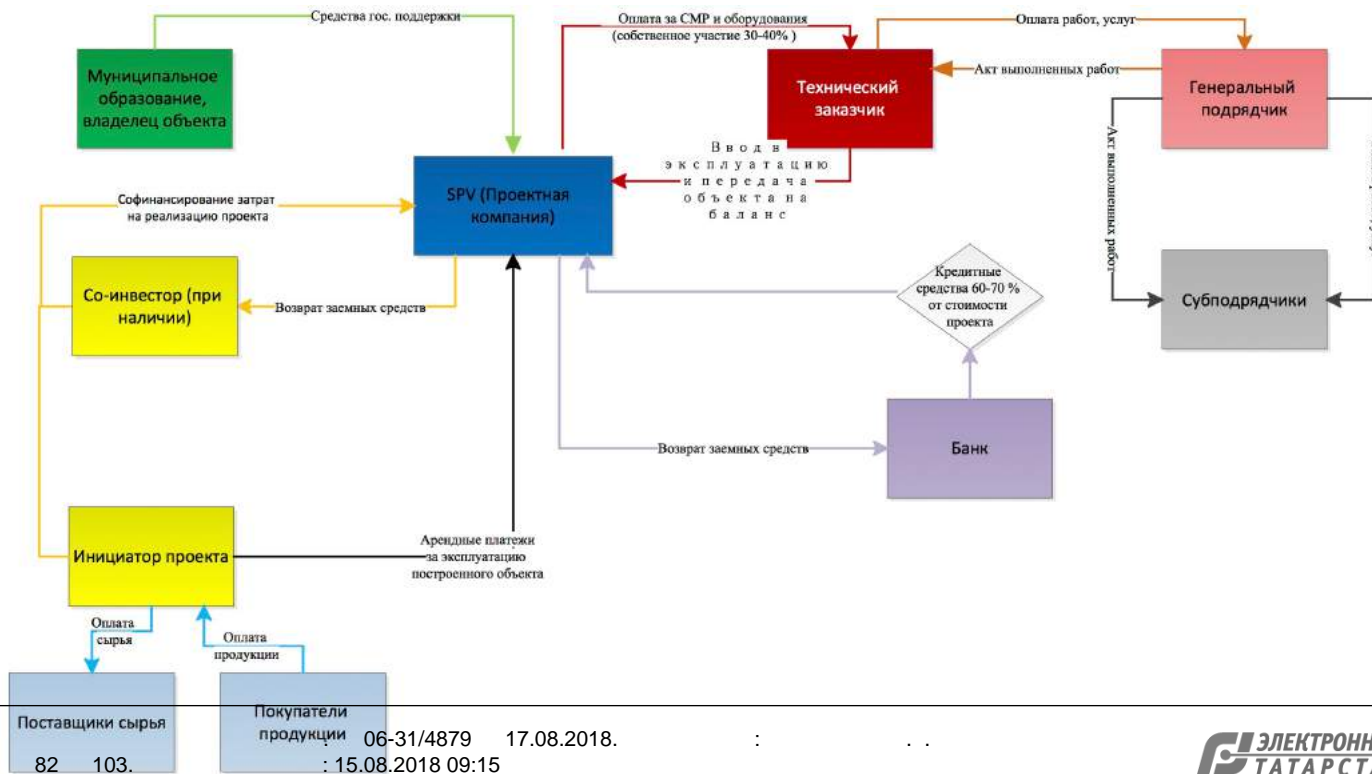 Средства гос. поддержки
Оплата за СМР и оборудования
(собственное участие 30-40% )
Оплата работ, услуг
Муниципальное
образование,
владелец объекта
Технический
заказчик
Акт выполненных работ
Генеральный
подрядчик
Ввод в
эксплуатацию
и передача
объекта на
баланс
Акт выполненных работ
Софинансирование затрат
на реализацию проекта
SPV (Проектная
компания)
Со-инвестор (при
наличии)
Возврат заемных средств
Кредитные
средства 60-70 %
от стоимости
проекта
Субподрядчики
Возврат заемных средств
Банк
Инициатор проекта
Арендные платежи
за эксплуатацию
построенного объекта
Оплата
сырья
Оплата
продукции
Поставщики сырья
Покупатели
продукции
. 06-31/4879 17.08.2018. : . .
82 103. : 15.08.2018 09:15
ЭЛЕКТРОНН
ТАТАРСТА